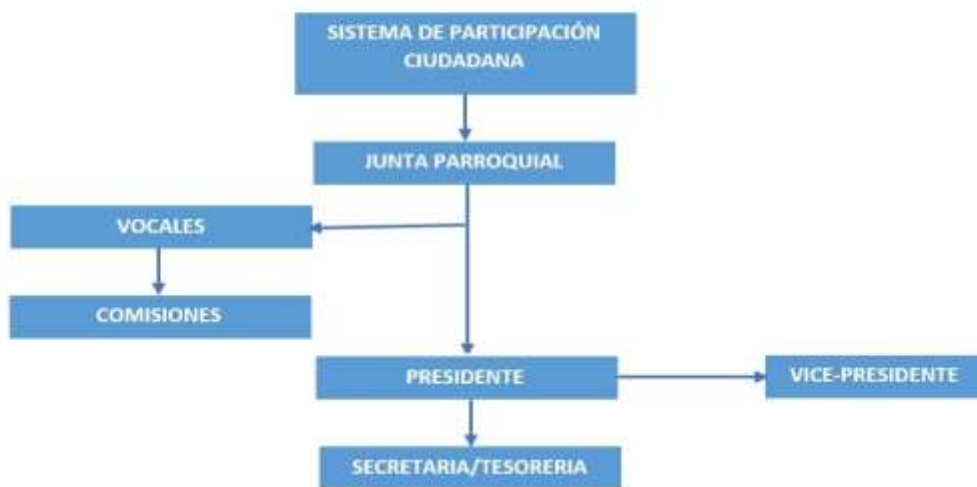 SISTEMA DE PARTICIPACIÓN
CIUDADANA
JUNTA PARROQUIAL
VOCALES
COMISIONES
PRESIDENTE
VICE-PRESIDENTE
SECRETARIA/TESORERIA